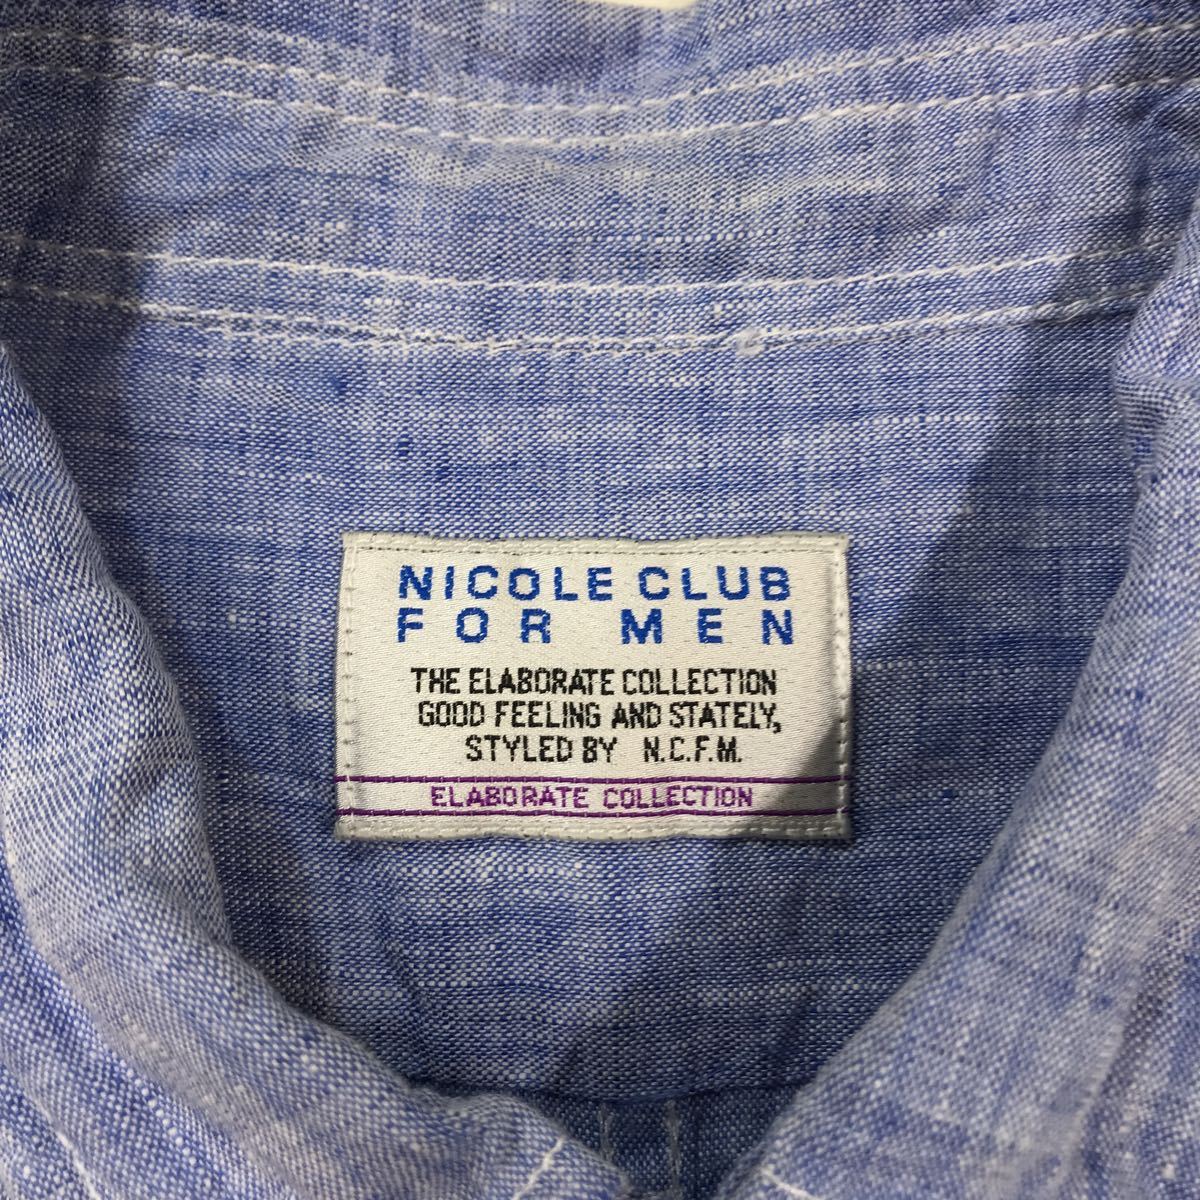 NICOLE CLUB
FOR MEN
THE ELABORATE COLLECTION
GOOD FEELING AND STATELY,
STYLED BY N.C.F.M.
ELABORATE COLLECTION